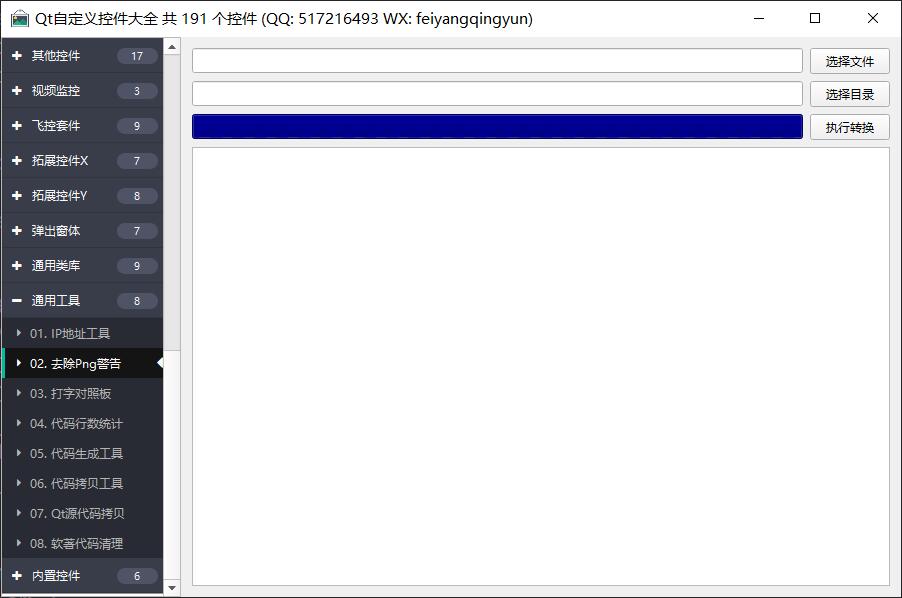 Qt自定义控件大全 共 191 个控件 (QQ: 517216493 WX: feiyangqingyun)
其他控件 17
视频监控 3
飞控套件 9
拓展控件X 7
拓展控件Y 8
弹出窗体 7
通用类库 9
通用工具 8
01. IP地址工具
02. 去除Png警告
03. 打字对照板
04. 代码行数统计
05. 代码生成工具
06. 代码拷贝工具
07. Qt源代码拷贝
08. 软著代码清理
内置控件 6
选择文件
选择目录
执行转换